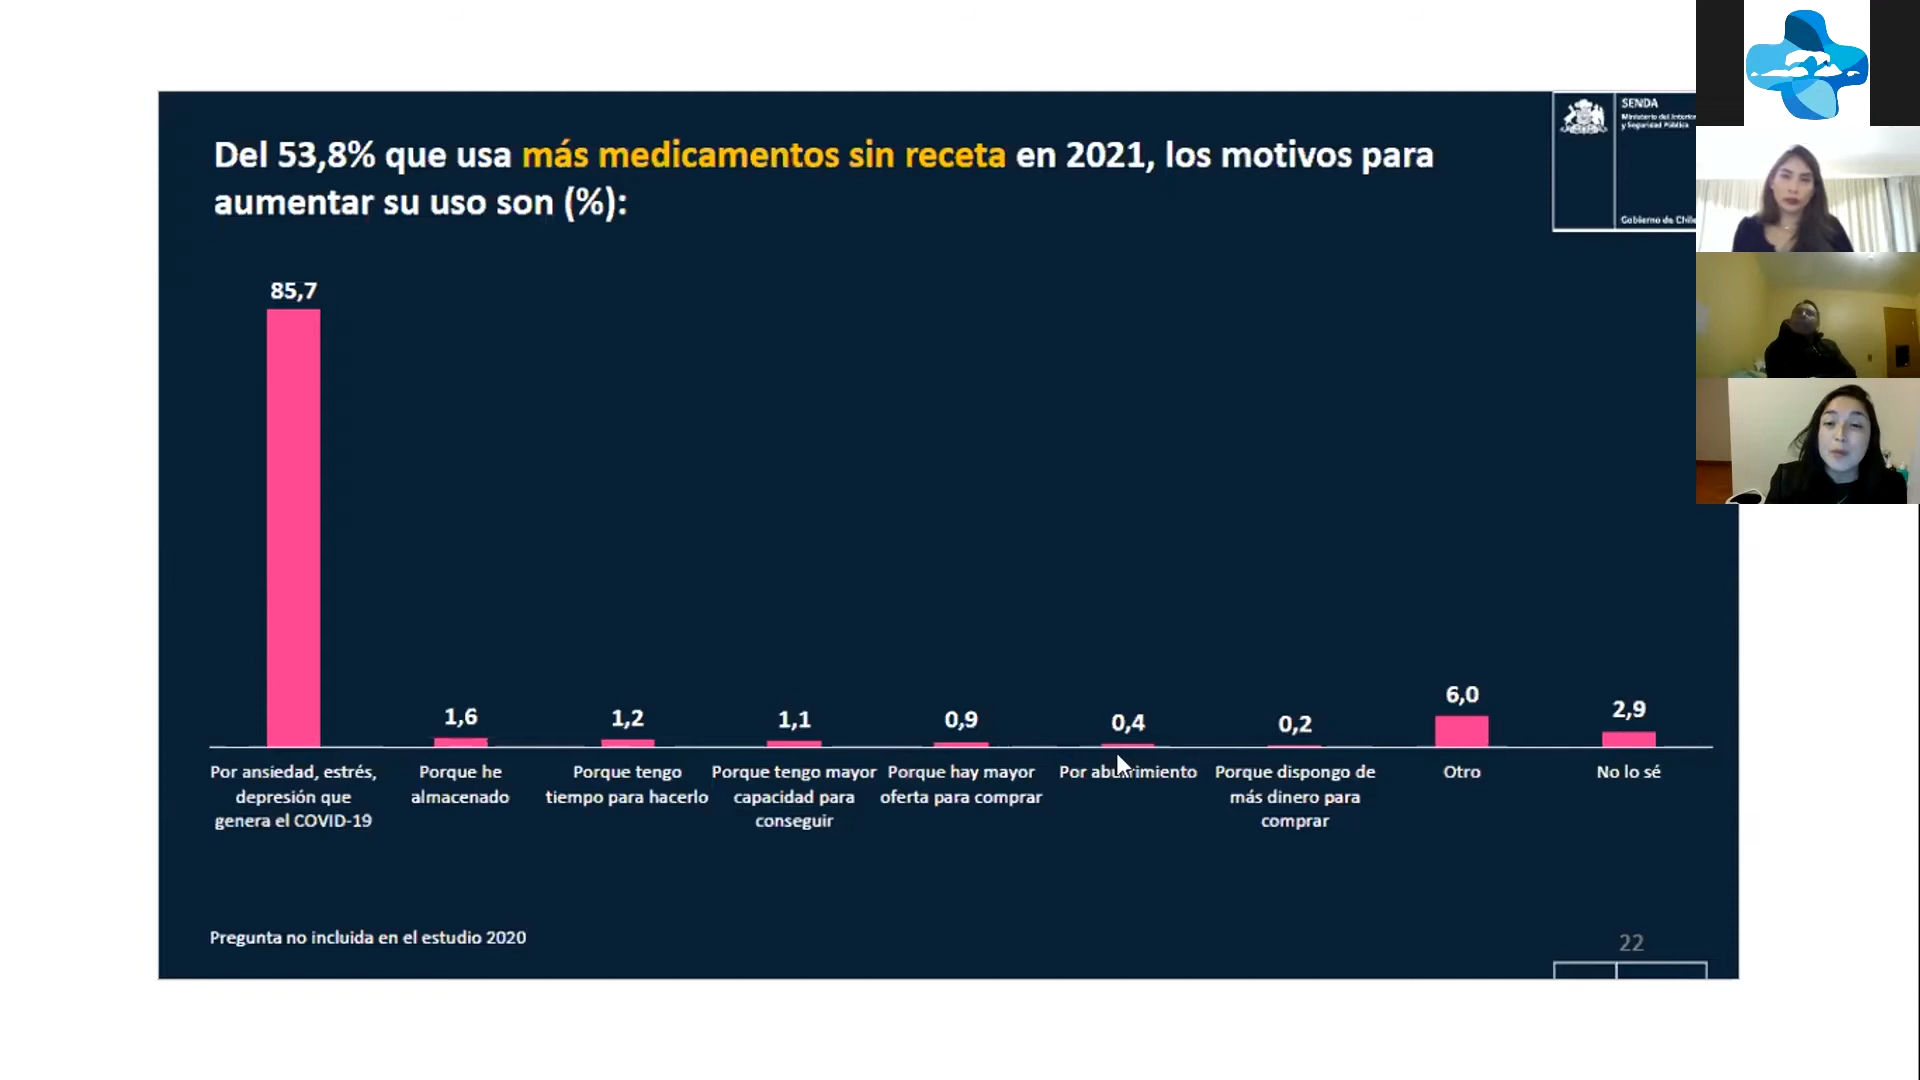 SENDA
Ministerio del Interior
y Seguridad Pública
Gobierno de Chile
Del 53,8% que usa más medicamentos sin receta en 2021, los motivos para
aumentar su uso son (%):
85,7
1,6
1,2
1,1
0,9
0,4
0,2
6,0
2,9
Por ansiedad, estrés,
depresión que
genera el COVID-19
Porque he
almacenado
Porque tengo
tiempo para hacerlo
Porque tengo mayor
capacidad para
conseguir
Porque hay mayor
oferta para comprar
Por aburrimiento
Porque dispongo de
más dinero para
comprar
Otro
No lo sé
Pregunta no incluida en el estudio 2020
22